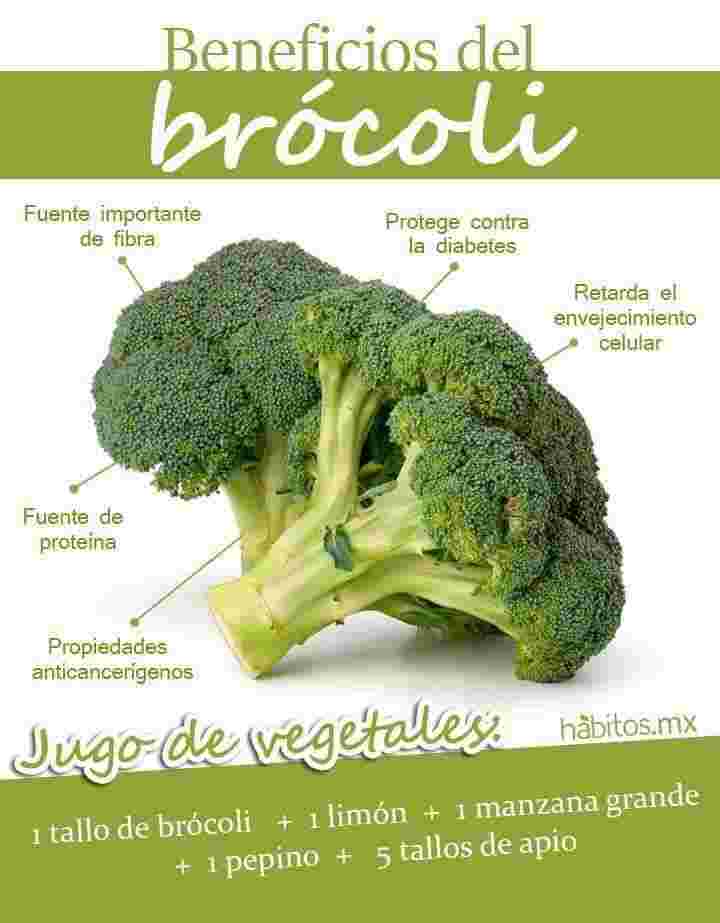 Beneficios del
brócoli
Fuente importante
de fibra
Protege contra
la diabetes
Retarda el
envejecimiento
celular
Fuente de
proteína
Propiedades
anticancerígenos
Jugo de vegetales:
hábitos.mx
1 tallo de brócoli + 1 limón + 1 manzana grande
+ 1 pepino + 5 tallos de apio